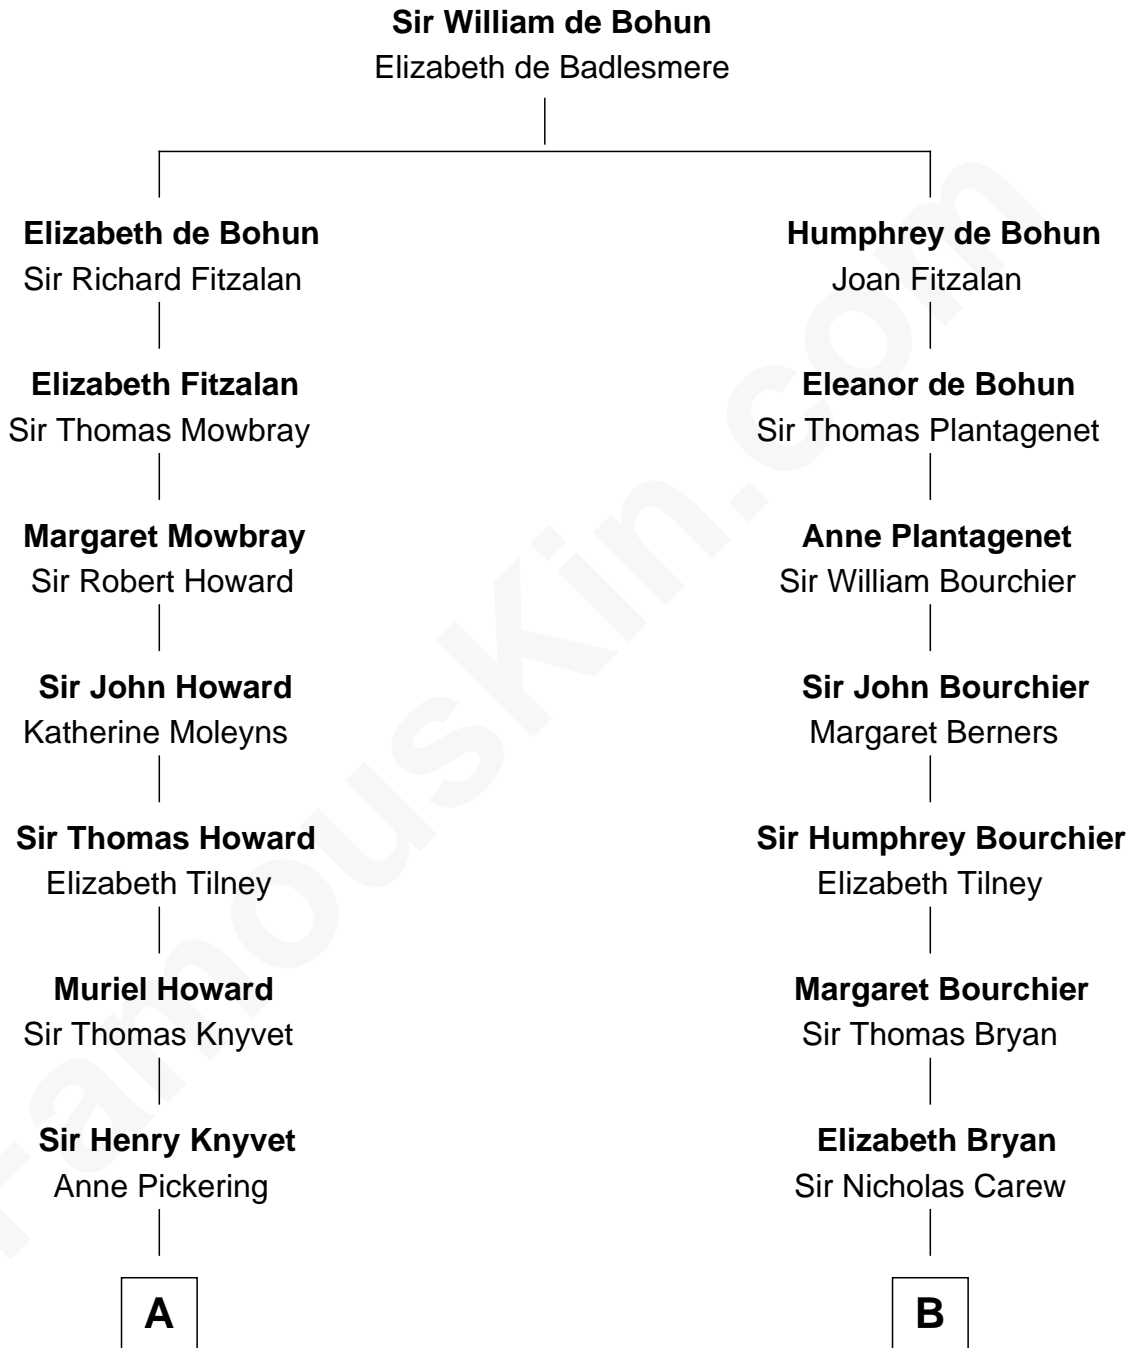 Sir William de Bohun
Elizabeth de Badlesmere
Elizabeth de Bohun
Sir Richard Fitzalan
Humphrey de Bohun
Joan Fitzalan
Elizabeth Fitzalan
Sir Thomas Mowbray
Eleanor de Bohun
Sir Thomas Plantagenet
Margaret Mowbray
Sir Robert Howard
Anne Plantagenet
Sir William Bourchier
Sir John Howard
Katherine Moleyns
Sir John Bourchier
Margaret Berners
Sir Thomas Howard
Elizabeth Tilney
Sir Humphrey Bourchier
Elizabeth Tilney
Muriel Howard
Sir Thomas Knyvet
Margaret Bourchier
Sir Thomas Bryan
Sir Henry Knyvet
Anne Pickering
Elizabeth Bryan
Sir Nicholas Carew
A
B
FamousKin.com